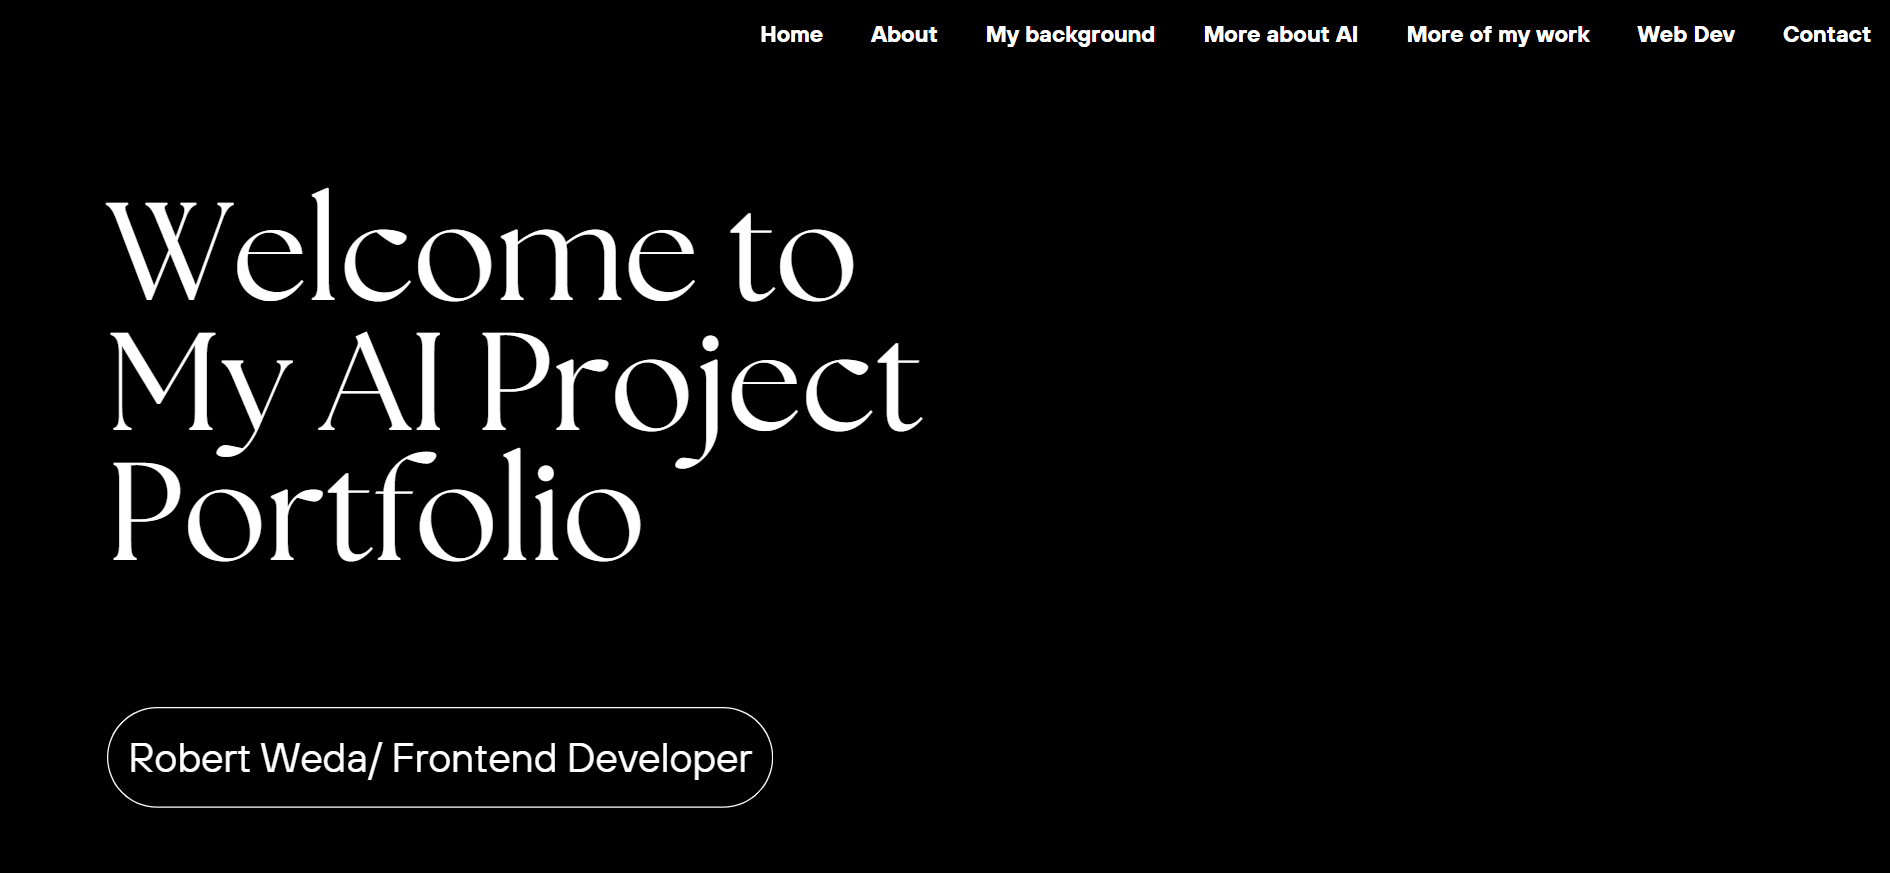 Home About My background More about AI More of my work Web Dev Contact
Welcome to
My AI Project
Portfolio
Robert Weda/ Frontend Developer